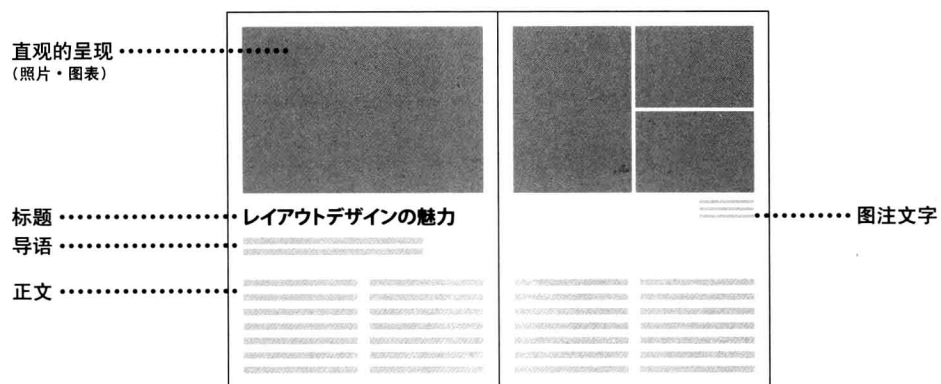 直观的呈现
(照片・图表)
标题
レイアウトデザインの魅力
图注文字
导语
正文